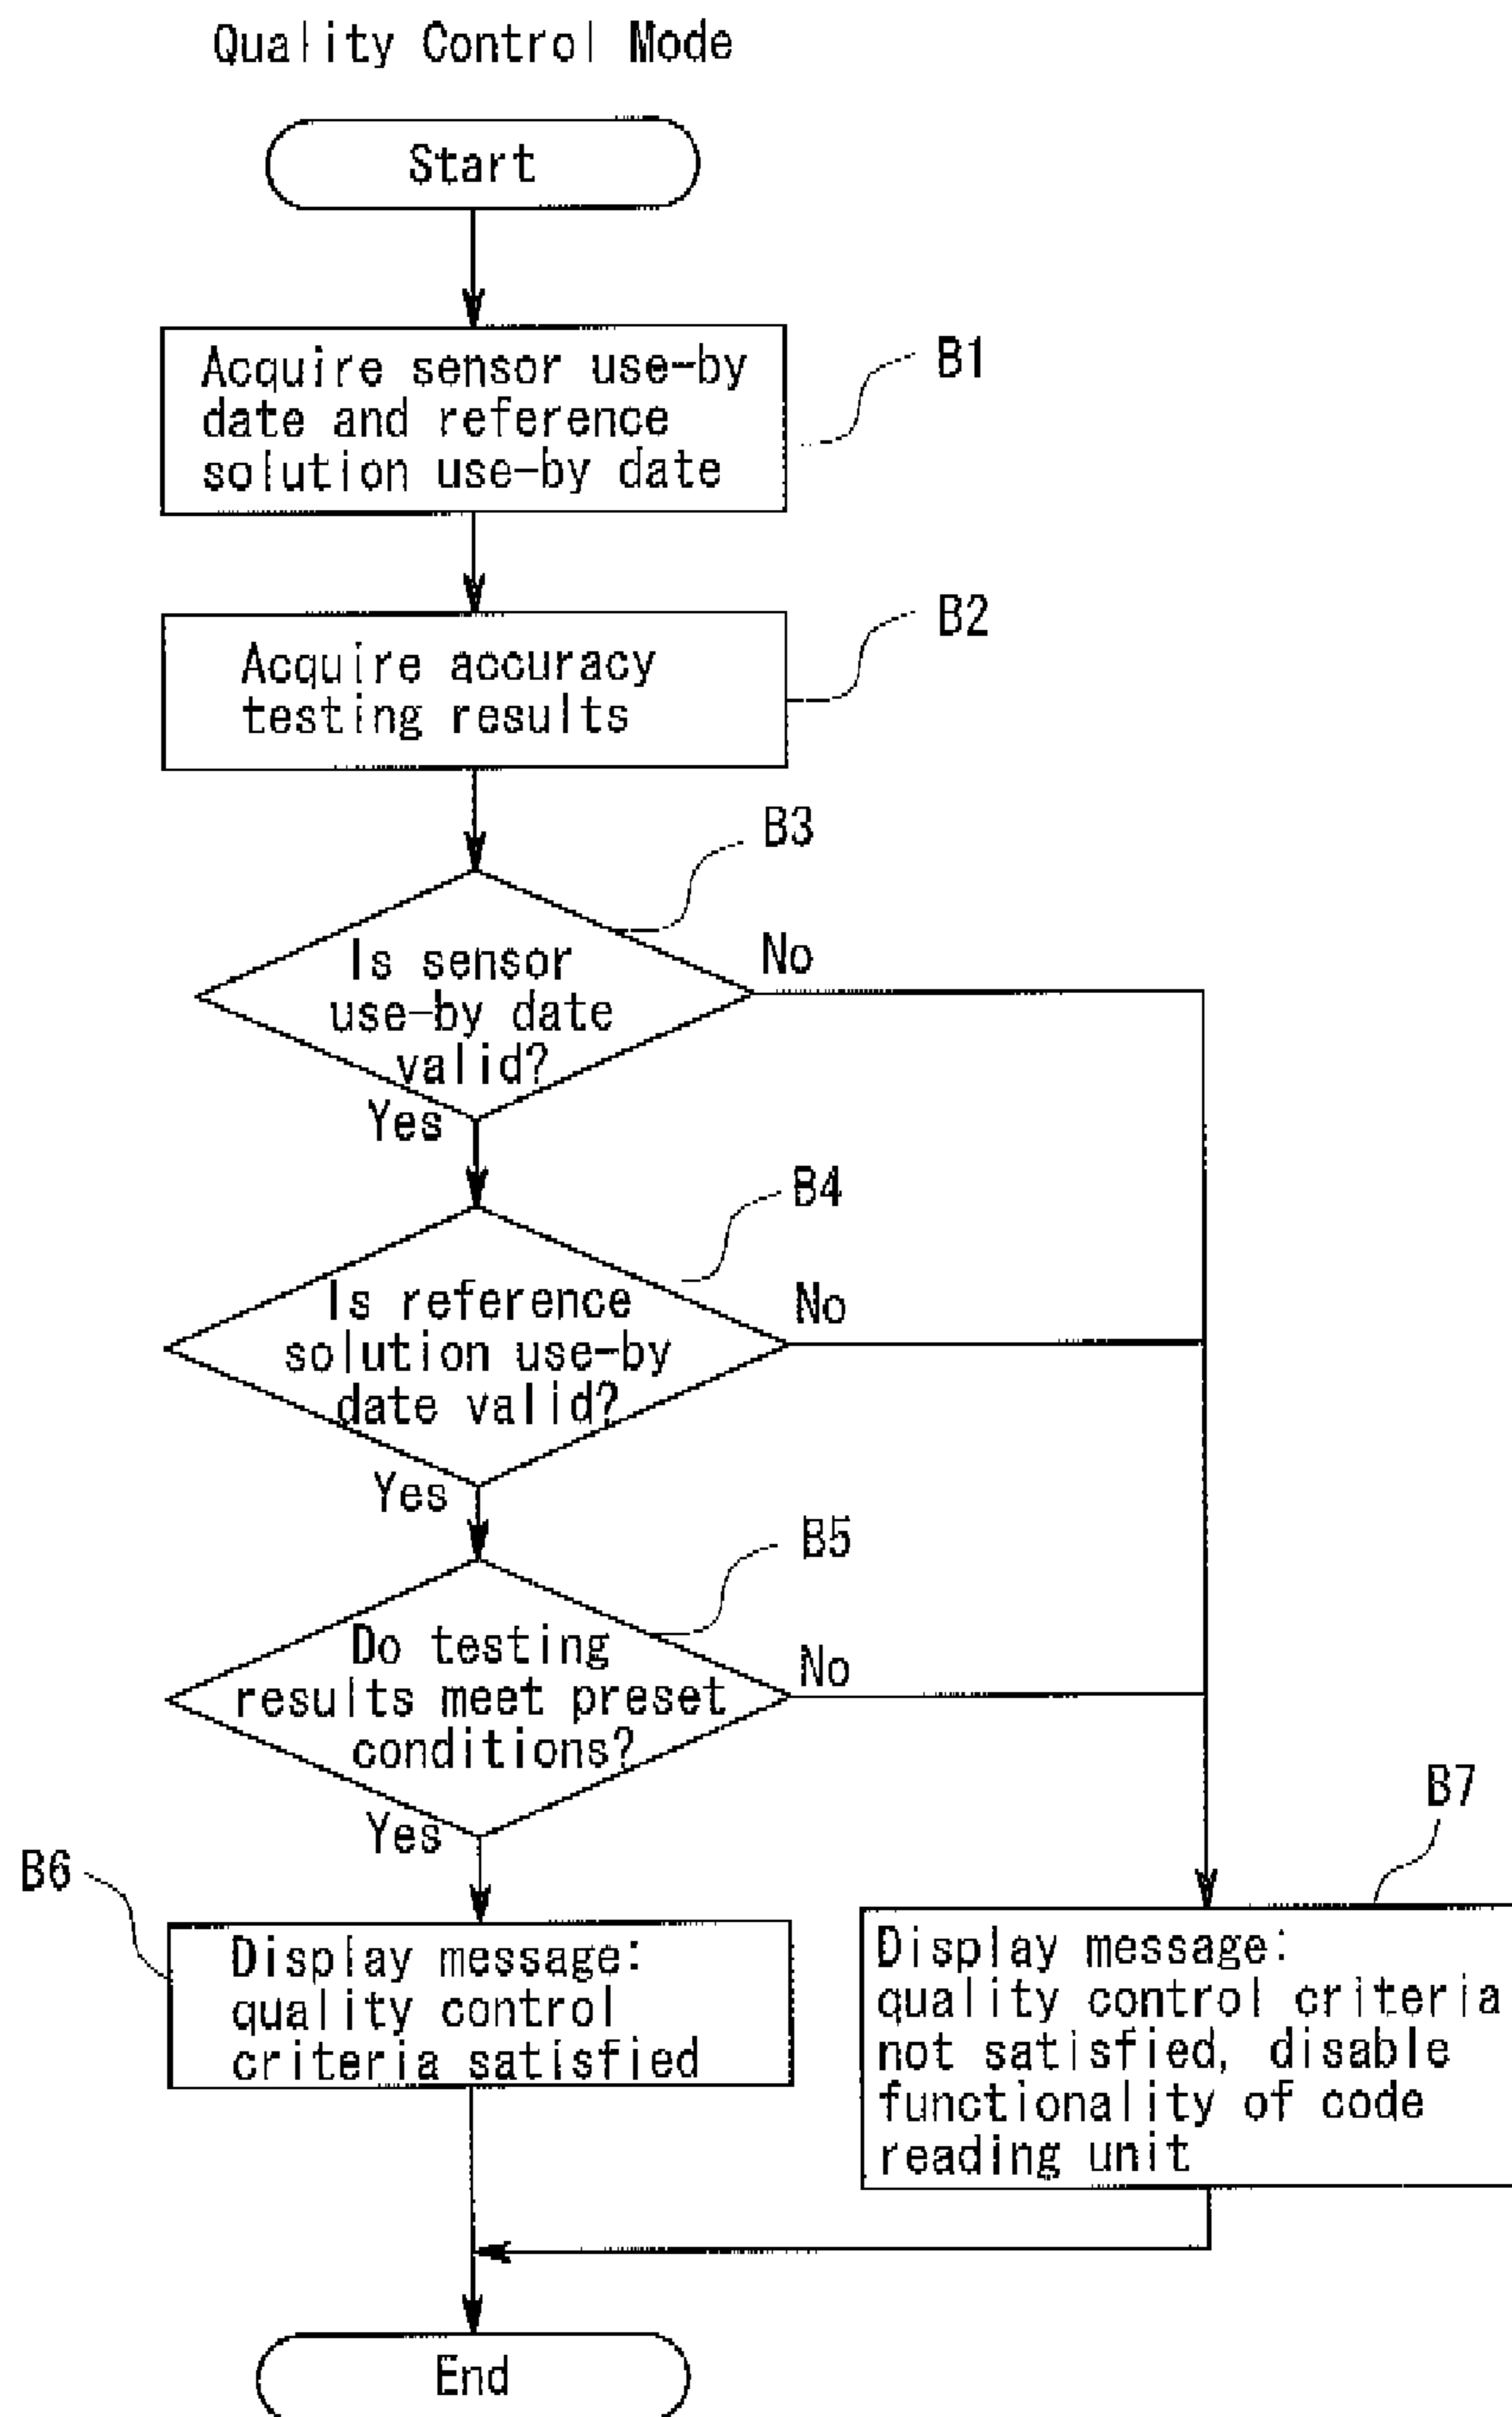 Quality Control Mode
Start
Acquire sensor use-by
date and reference
solution use-by date
B1
Acquire accuracy
testing results
B2
B3
Is sensor
use-by date
valid?
No
Yes
B4
Is reference
solution use-by
date valid?
No
Yes
B5
Do testing
results meet preset
conditions?
No
Yes
B6
Display message:
quality control
criteria satisfied
B7
Display message:
quality control criteria
not satisfied, disable
functionality of code
reading unit
End